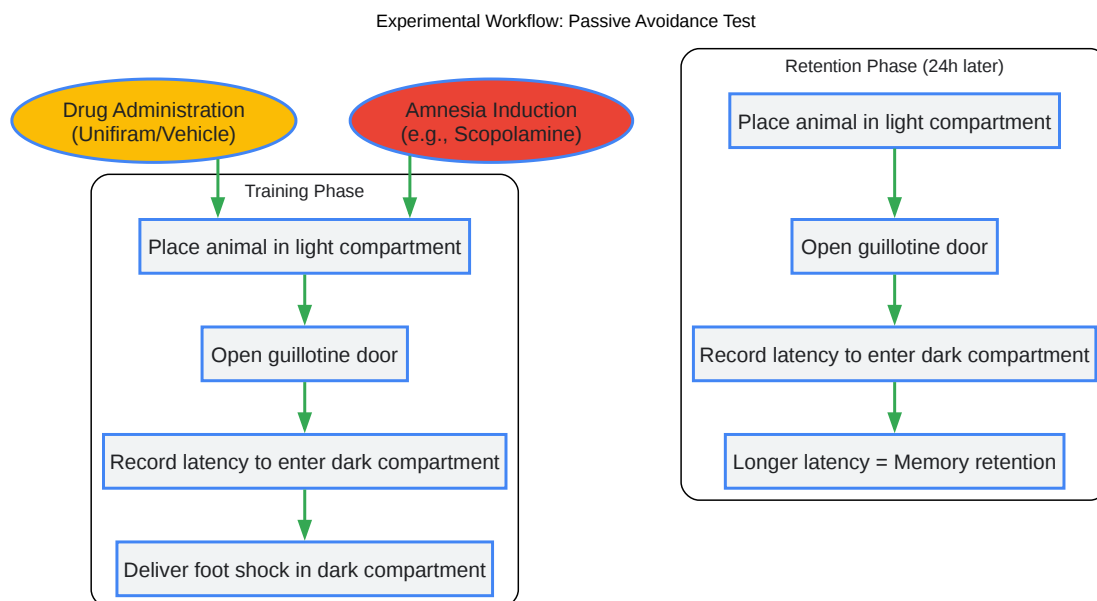 Experimental Workflow: Passive Avoidance Test
Drug Administration
(Unifiram/Vehicle)
Amnesia Induction
(e.g., Scopolamine)
Training Phase
Place animal in light compartment
Open guillotine door
Record latency to enter dark compartment
Deliver foot shock in dark compartment
Retention Phase (24h later)
Place animal in light compartment
Open guillotine door
Record latency to enter dark compartment
Longer latency = Memory retention